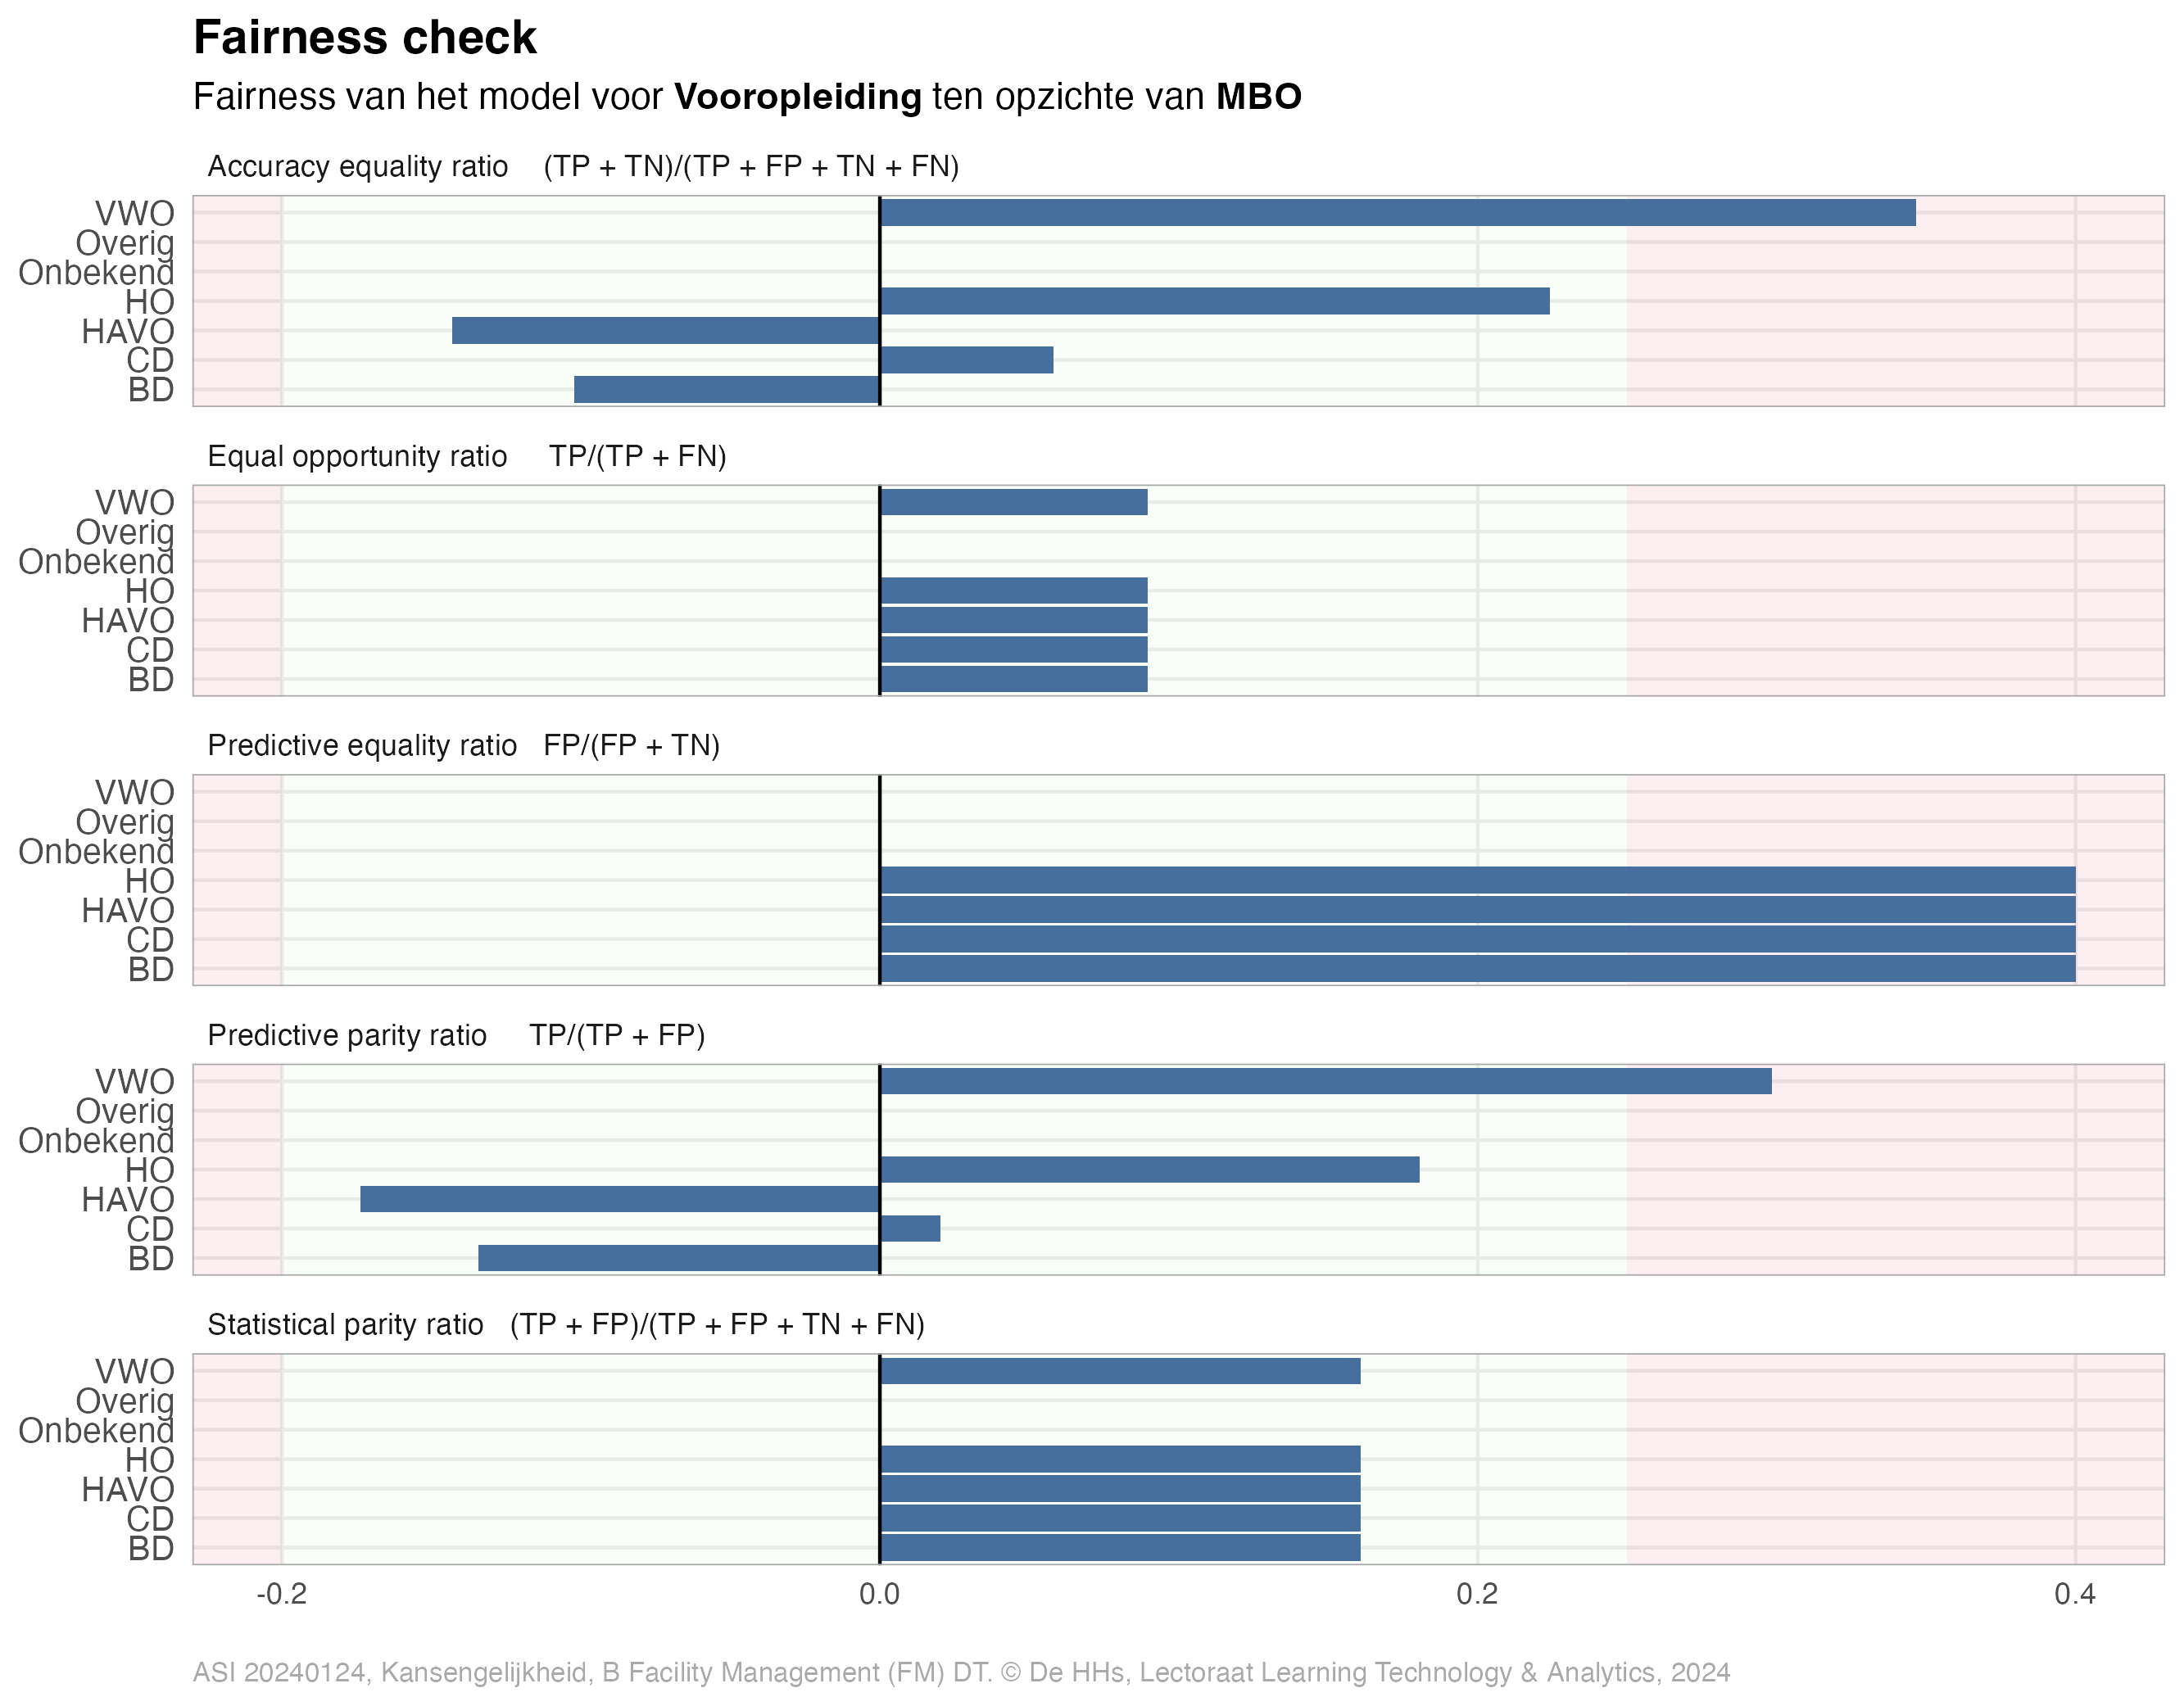 Fairness check
Fairness van het model voor Vooropleiding ten opzichte van MBO
Accuracy equality ratio (TP + TN)/(TP + FP + TN + FN)
VWO
Overig
Onbekend
HO
HAVO
CD
BD
Equal opportunity ratio TP/(TP + FN)
VWO
Overig
Onbekend
HO
HAVO
CD
BD
Predictive equality ratio FP/(FP + TN)
VWO
Overig
Onbekend
HO
HAVO
CD
BD
Predictive parity ratio TP/(TP + FP)
VWO
Overig
Onbekend
HO
HAVO
CD
BD
Statistical parity ratio (TP + FP)/(TP + FP + TN + FN)
VWO
Overig
Onbekend
HO
HAVO
CD
BD
-0.2 0.0 0.2 0.4
ASI 20240124, Kansengelijkheid, B Facility Management (FM) DT. © De HHs, Lectoraat Learning Technology & Analytics, 2024